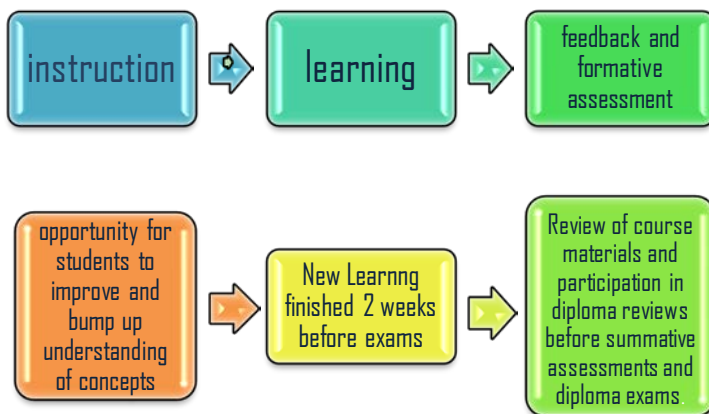 instruction
learning
feedback and
formative
assessment
opportunity for
students to
improve and
bump up
understanding
of concepts
New Learnng
finished 2 weeks
before exams
Review of course
materials and
participation in
diploma reviews
before summative
assessments and
diploma exams.